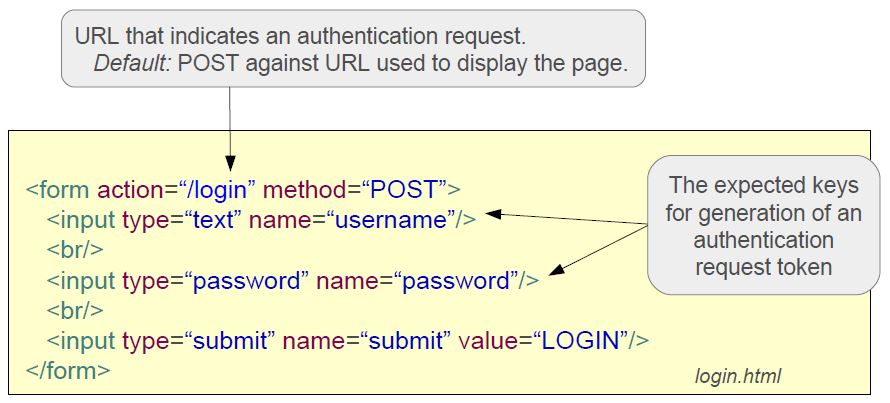 URL that indicates an authentication request.
Default: POST against URL used to display the page.
<form action=“/login” method=“POST”>
<input type=“text” name=“username”/>
<br/>
<input type=“password” name=“password”/>
<br/>
<input type=“submit” name=“submit” value=“LOGIN”/>
</form>
The expected keys
for generation of an
authentication
request token
login.html